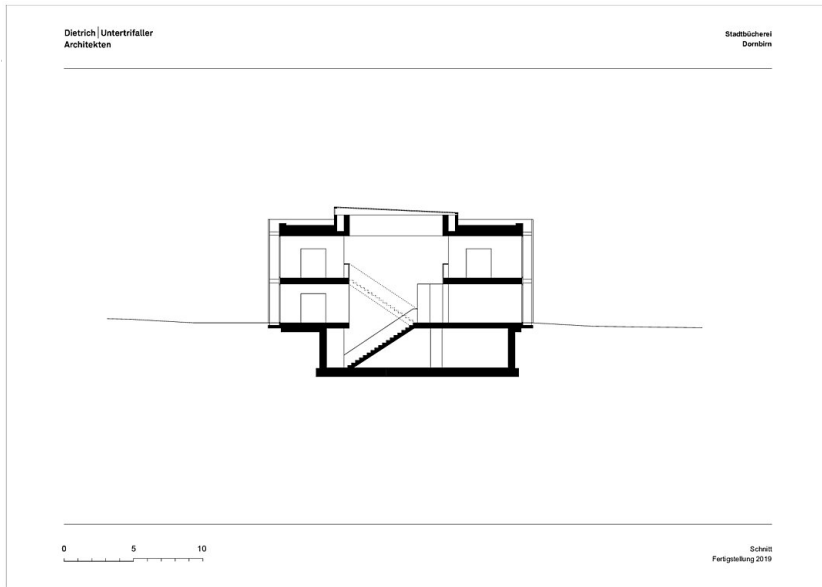 Dietrich | Untertrifaller
Architekten
Stadtbücherei
Dornbirn
0 5 10
Schnitt
Fertigstellung 2019